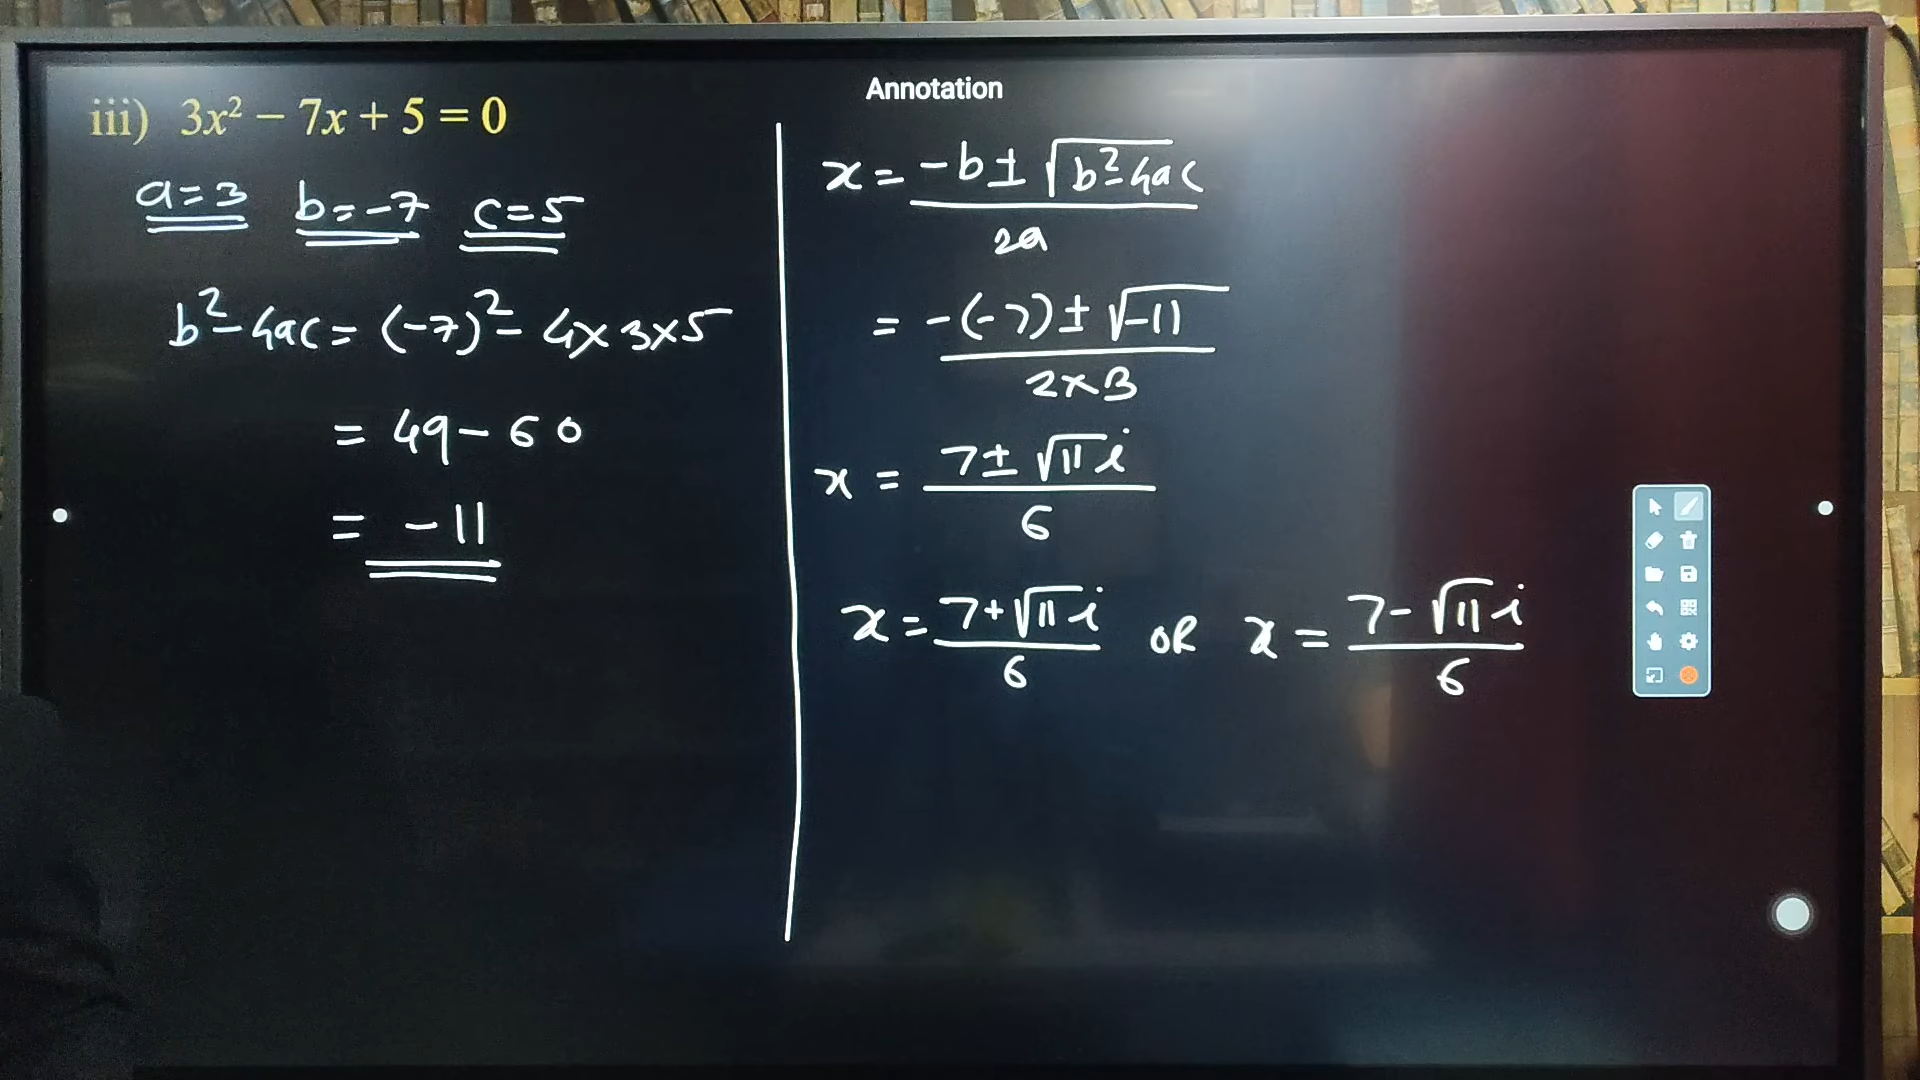 Annotation
iii) 3x² – 7x + 5 = 0
a=3 b=-7 c=5
b²-4ac = (-7)² - 4×3×5
= 49-60
= -11
x = (-b ± √(b²-4ac)) / 2a
= (-(-7) ± √-11) / 2×3
x = (7 ± √11 i) / 6
x = (7+√11 i) / 6 OR x = (7-√11 i) / 6